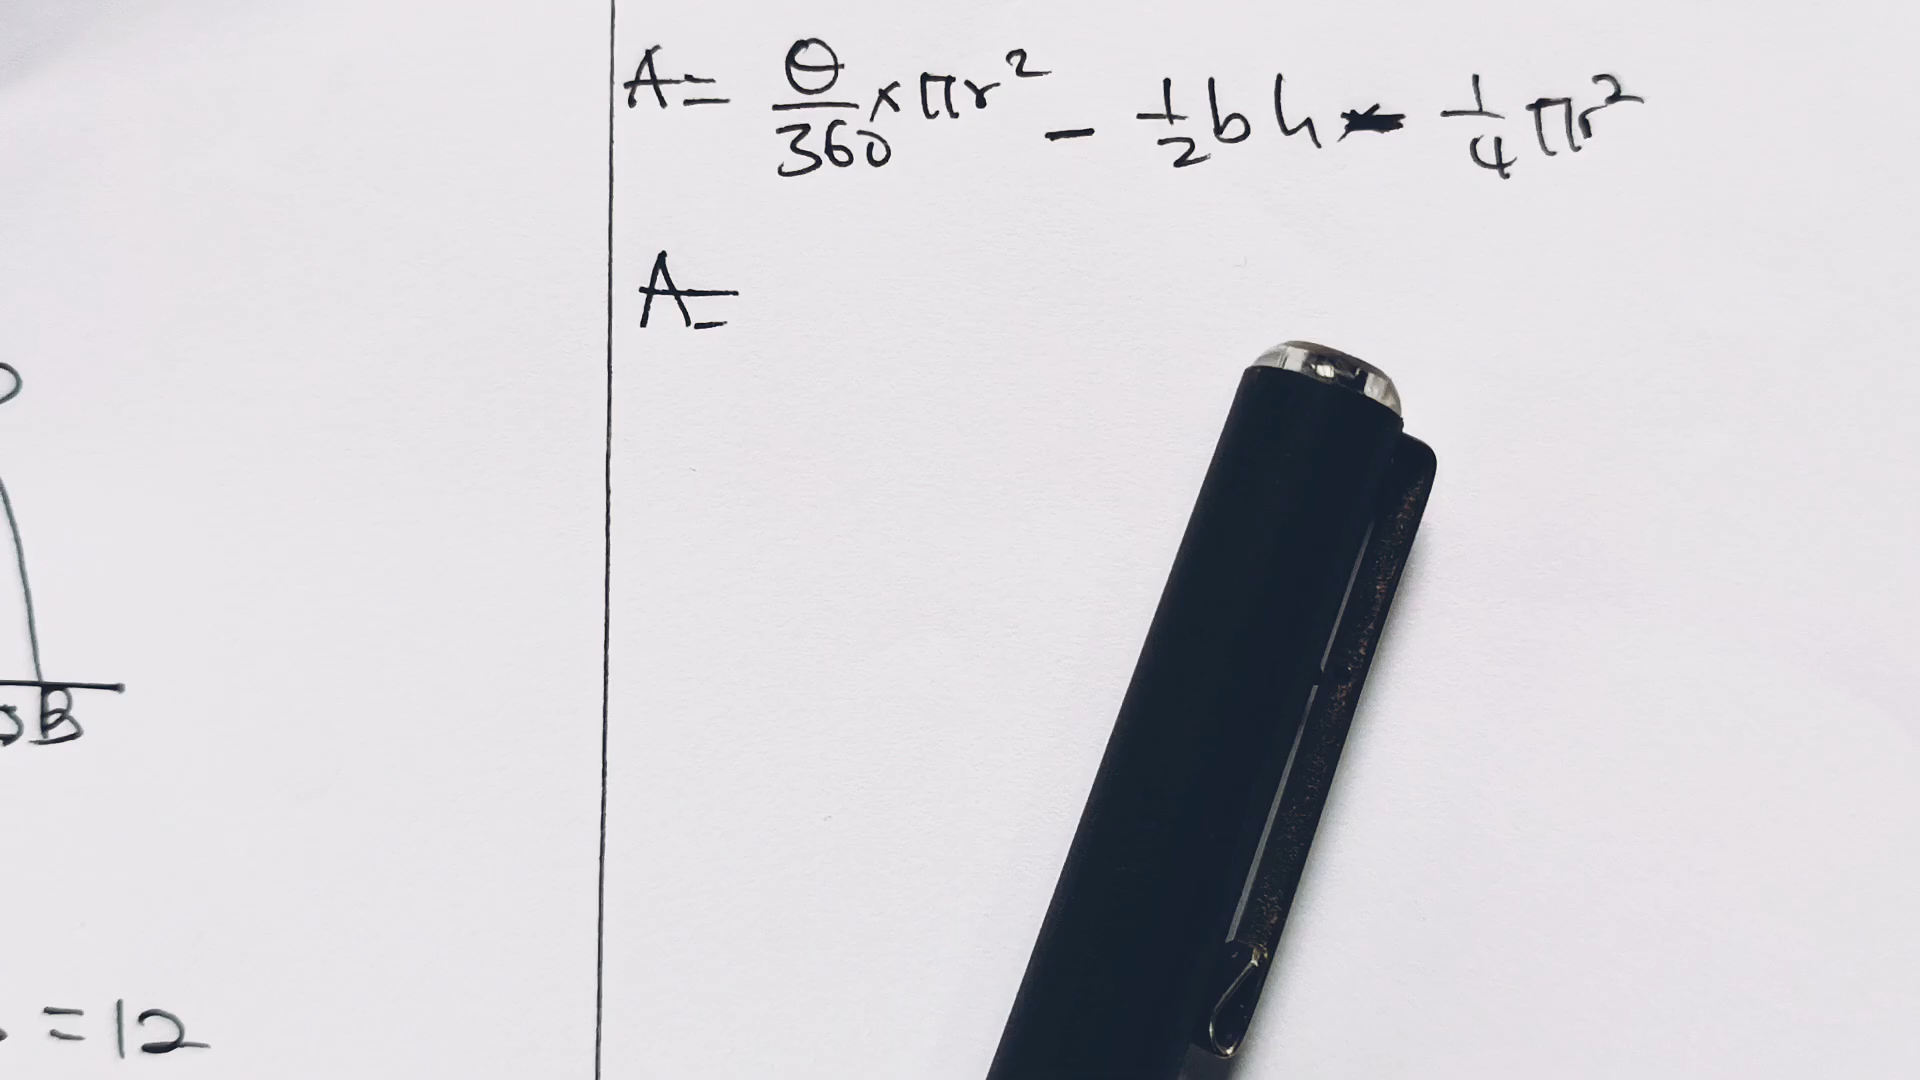 A = θ/360 × πr² - ½bh - ¼πr²
A =
B
= 12